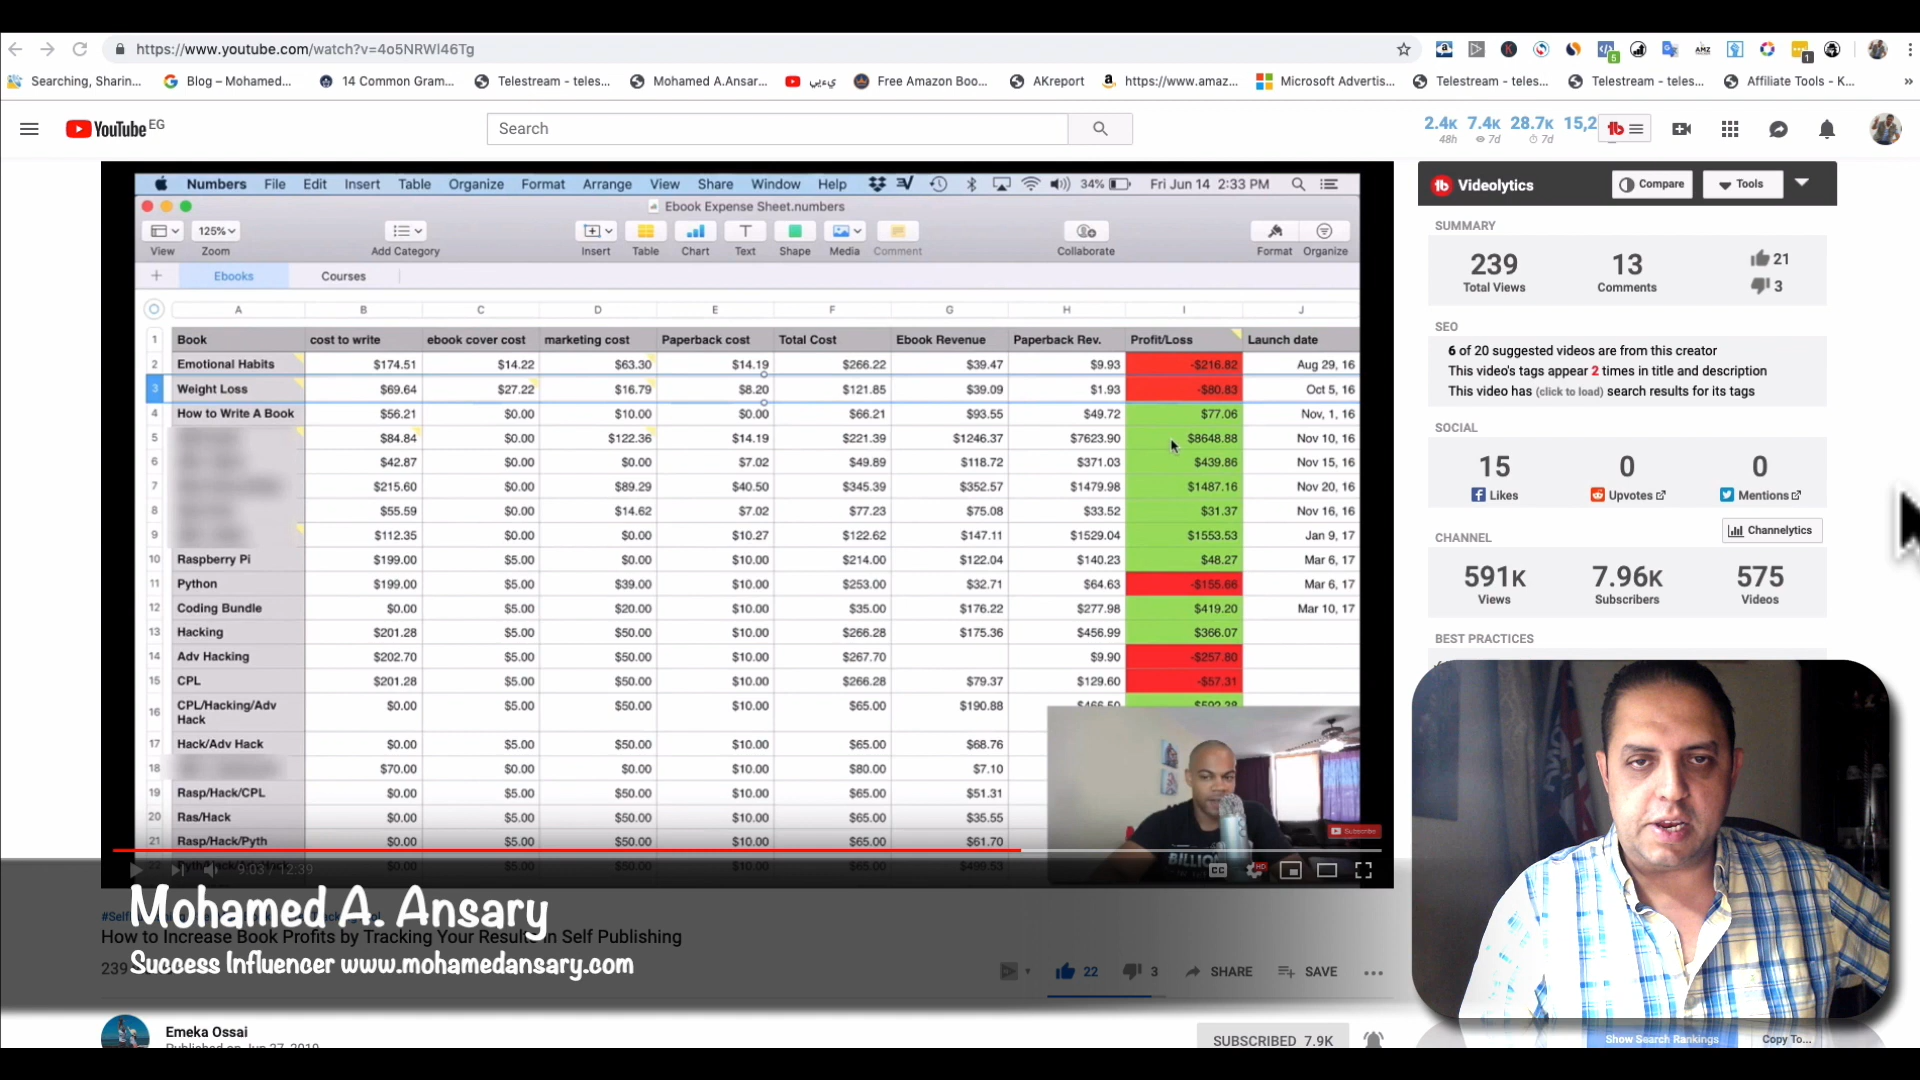 https://www.youtube.com/watch?v=4o5NRWl46Tg
Searching, Sharin... Blog – Mohamed... 14 Common Gram... Telestream - teles... Mohamed A.Ansar... Free Amazon Boo... AKreport https://www.amaz... Microsoft Advertis... Telestream - teles... Telestream - teles... Affiliate Tools - K... »
YouTube EG Search 2.4K 7.4K 28.7K 15,2
48h 7d 7d
Numbers File Edit Insert Table Organize Format Arrange View Share Window Help 34% Fri Jun 14 2:33 PM
Ebook Expense Sheet.numbers
125%
View Zoom Add Category Insert Table Chart Text Shape Media Comment Collaborate Format Organize
+ Ebooks Courses
A B C D E F G H I J
1 Book cost to write ebook cover cost marketing cost Paperback cost Total Cost Ebook Revenue Paperback Rev. Profit/Loss Launch date
2 Emotional Habits $174.51 $14.22 $63.30 $14.19 $266.22 $39.47 $9.93 -$216.82 Aug 29, 16
3 Weight Loss $69.64 $27.22 $16.79 $8.20 $121.85 $39.09 $1.93 -$80.83 Oct 5, 16
4 How to Write A Book $56.21 $0.00 $10.00 $0.00 $66.21 $93.55 $49.72 $77.06 Nov, 1, 16
5 $84.84 $0.00 $122.36 $14.19 $221.39 $1246.37 $7623.90 $8648.88 Nov 10, 16
6 $42.87 $0.00 $0.00 $7.02 $49.89 $118.72 $371.03 $439.86 Nov 15, 16
7 $215.60 $0.00 $89.29 $40.50 $345.39 $352.57 $1479.98 $1487.16 Nov 20, 16
8 $55.59 $0.00 $14.62 $7.02 $77.23 $75.08 $33.52 $31.37 Nov 16, 16
9 $112.35 $0.00 $0.00 $10.27 $122.62 $147.11 $1529.04 $1553.53 Jan 9, 17
10 Raspberry Pi $199.00 $5.00 $0.00 $10.00 $214.00 $122.04 $140.23 $48.27 Mar 6, 17
11 Python $199.00 $5.00 $39.00 $10.00 $253.00 $32.71 $64.63 -$155.66 Mar 6, 17
12 Coding Bundle $0.00 $5.00 $20.00 $10.00 $35.00 $176.22 $277.98 $419.20 Mar 10, 17
13 Hacking $201.28 $5.00 $50.00 $10.00 $266.28 $175.36 $456.99 $366.07
14 Adv Hacking $202.70 $5.00 $50.00 $10.00 $267.70 $9.90 -$257.80
15 CPL $201.28 $5.00 $50.00 $10.00 $266.28 $79.37 $129.60 -$57.31
16 CPL/Hacking/Adv Hack $0.00 $5.00 $50.00 $10.00 $65.00 $190.88
17 Hack/Adv Hack $0.00 $5.00 $50.00 $10.00 $65.00 $68.76
18 $70.00 $0.00 $0.00 $10.00 $80.00 $7.10
19 Rasp/Hack/CPL $0.00 $5.00 $50.00 $10.00 $65.00 $51.31
20 Ras/Hack $0.00 $5.00 $50.00 $10.00 $65.00 $35.55
21 Rasp/Hack/Pyth $0.00 $5.00 $50.00 $10.00 $65.00 $61.70
Subscribe
9:03 / 12:39
Mohamed A. Ansary
How to Increase Book Profits by Tracking Your Results in Self Publishing
Success Influencer www.mohamedansary.com
239
22 3 SHARE SAVE
Emeka Ossai
Published on Jun 27, 2019
SUBSCRIBED 7.9K
Videolytics Compare Tools
SUMMARY
239 13 21
Total Views Comments 3
SEO
6 of 20 suggested videos are from this creator
This video's tags appear 2 times in title and description
This video has (click to load) search results for its tags
SOCIAL
15 0 0
Likes Upvotes Mentions
Channelytics
CHANNEL
591K 7.96K 575
Views Subscribers Videos
BEST PRACTICES
Show Search Rankings Copy To...